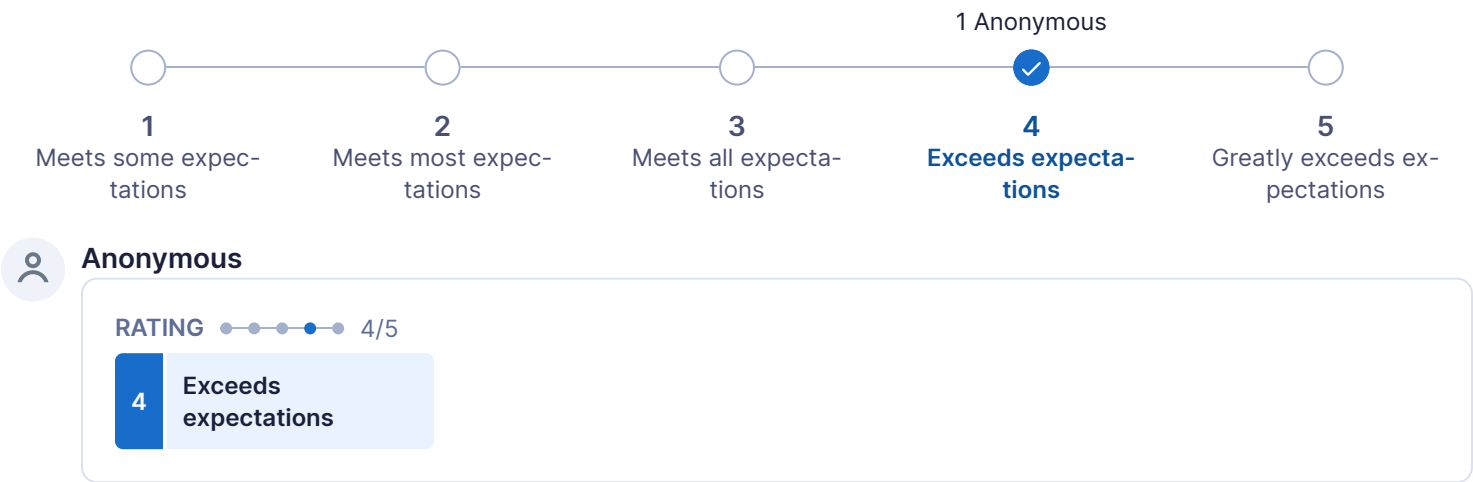 1 Anonymous
1 2 3 4 5
Meets some expec- Meets most expec- Meets all expecta- Exceeds expecta- Greatly exceeds ex-
tations tations tions tions pectations
Anonymous
RATING 4/5
4 Exceeds
expectations